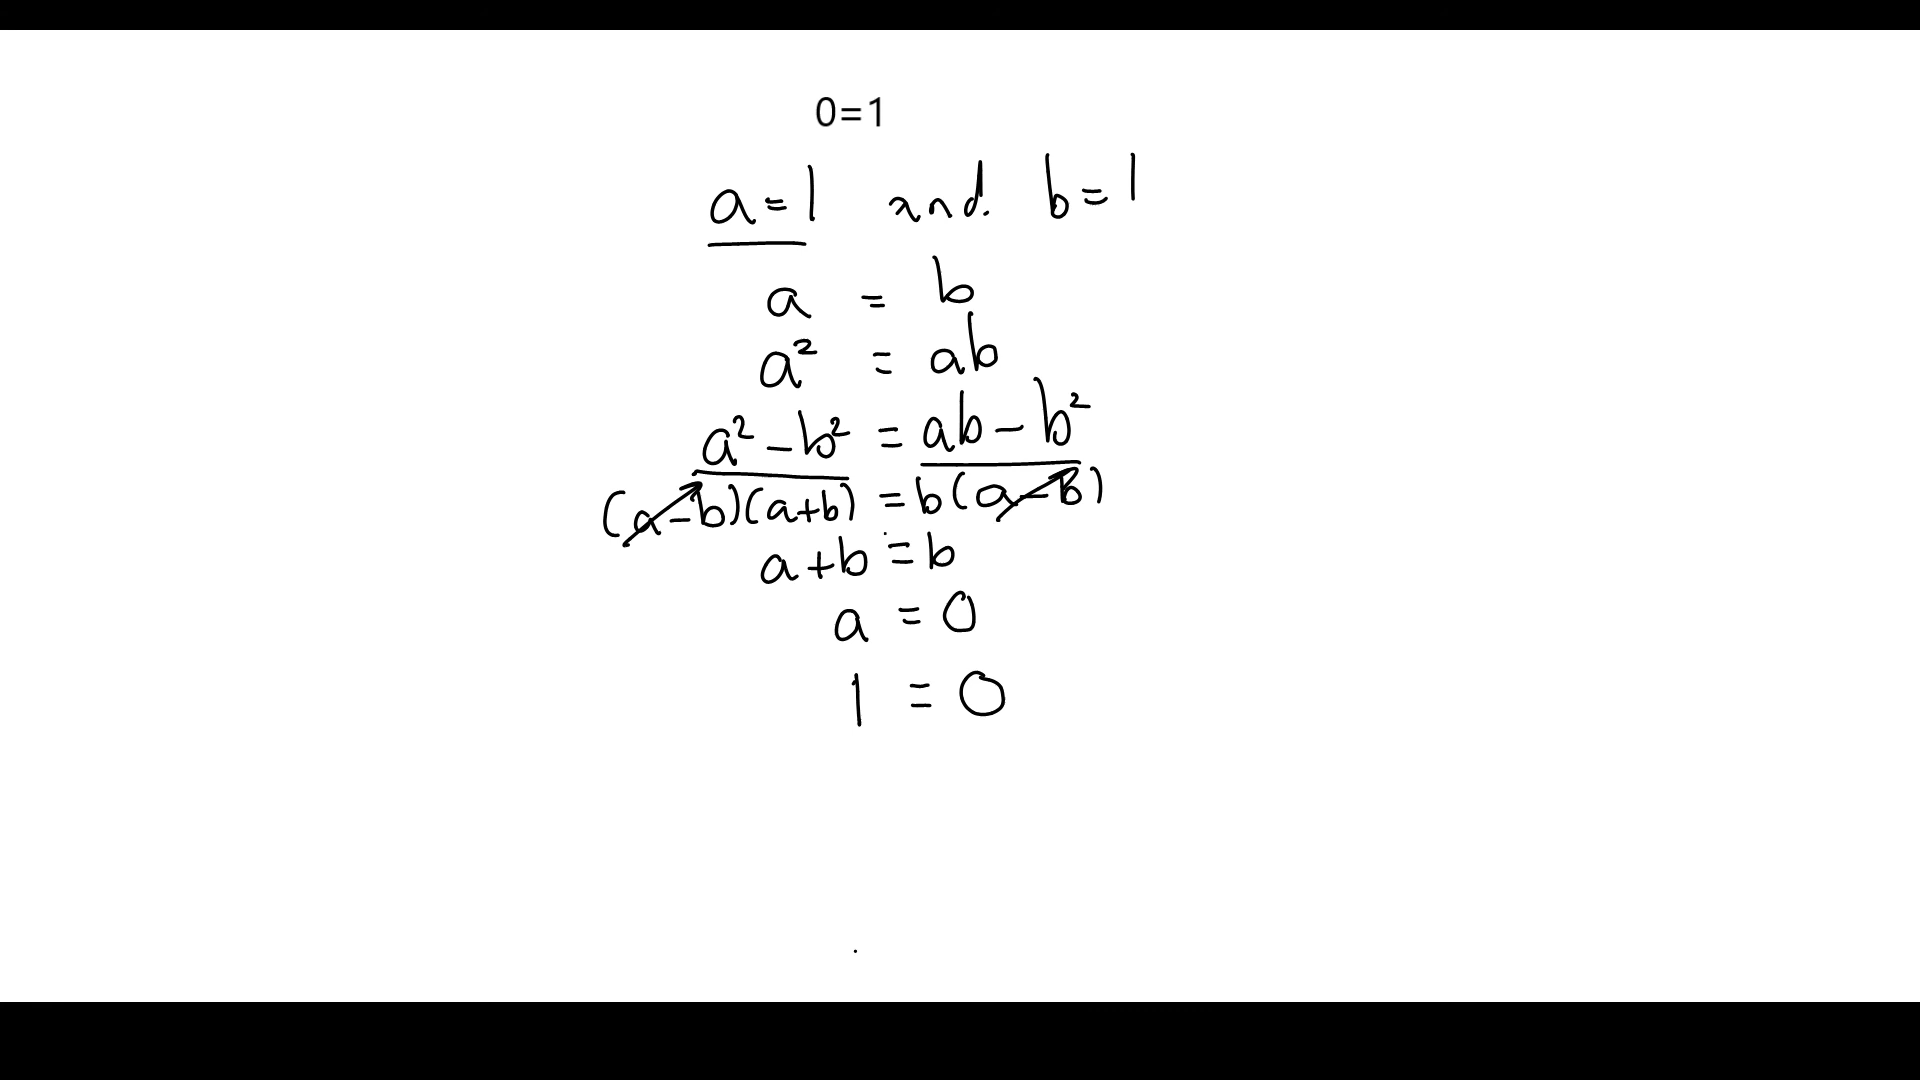 0=1
a=1 and. b=1
a = b
a² = ab
a²-b² = ab-b²
(a-b)(a+b) = b(a-b)
a+b = b
a = 0
1 = 0